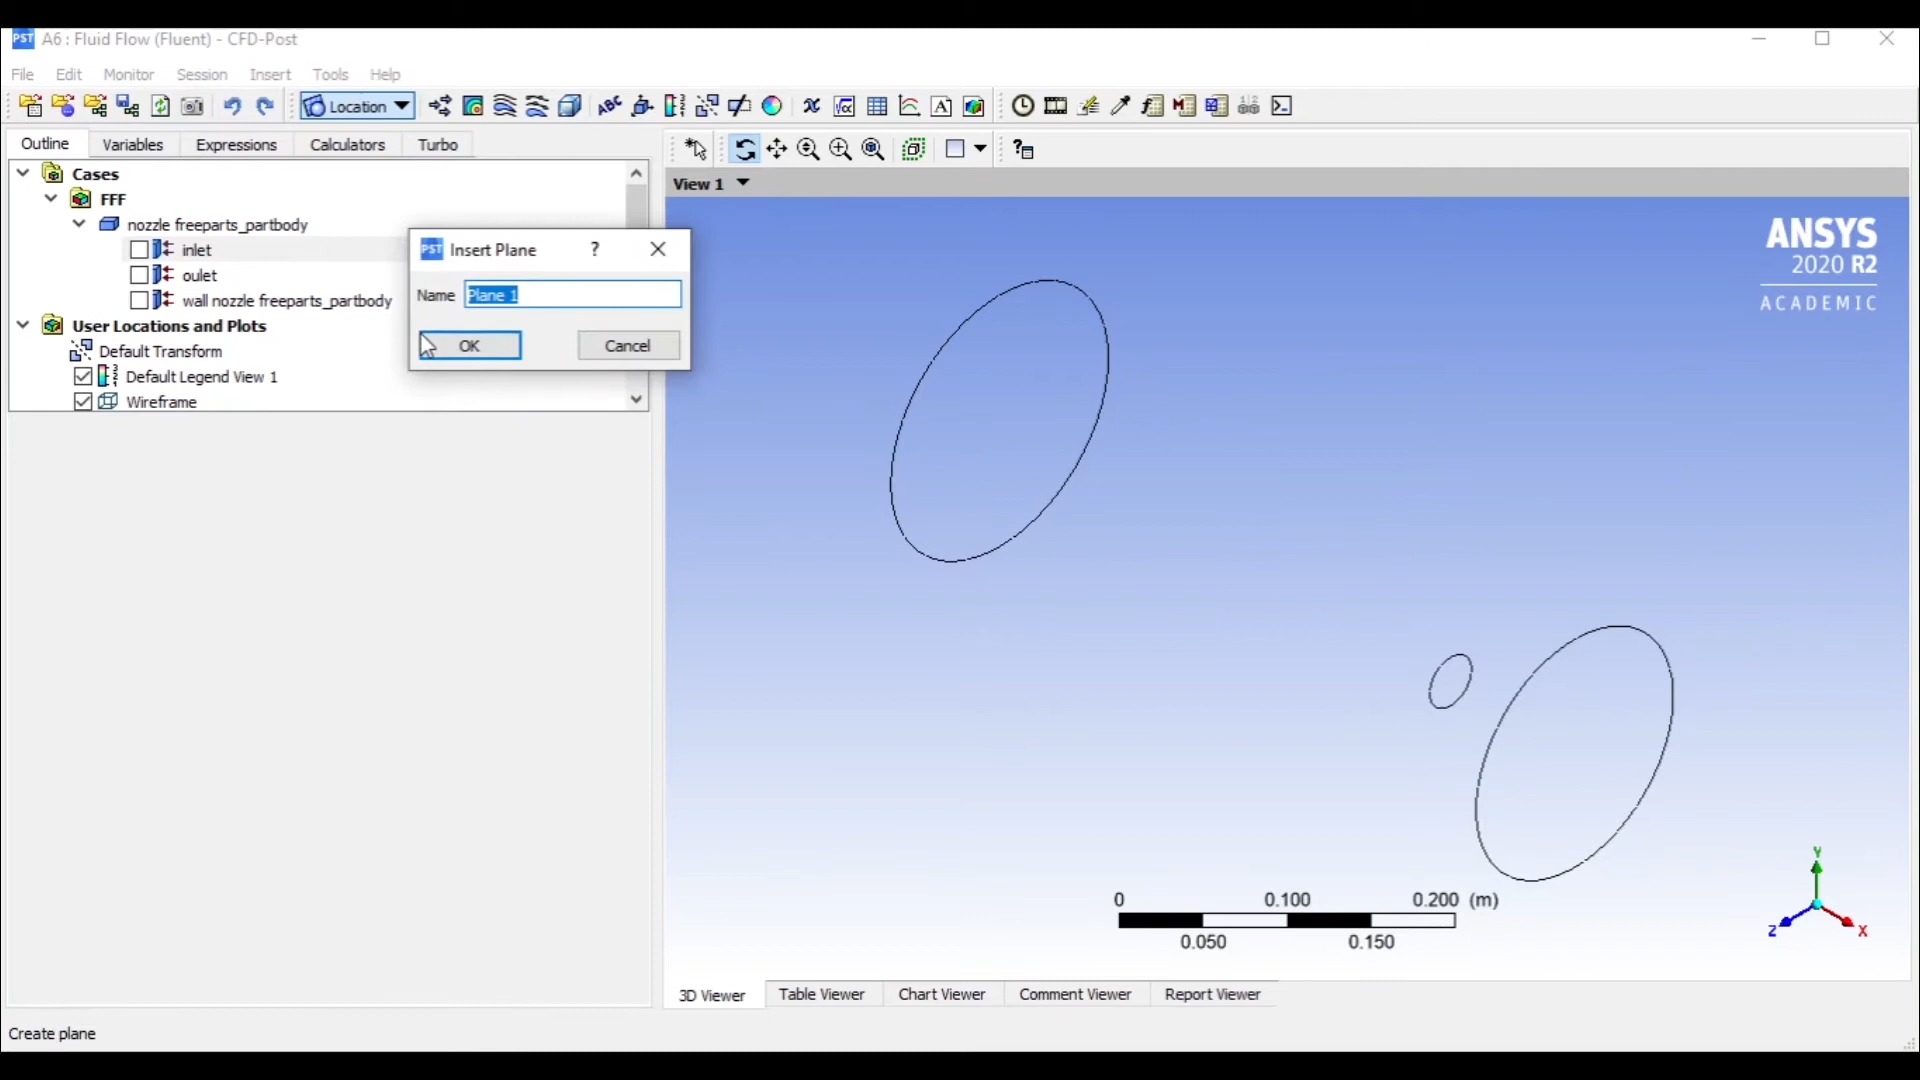 PST A6 : Fluid Flow (Fluent) - CFD-Post
File Edit Monitor Session Insert Tools Help
Location
Outline Variables Expressions Calculators Turbo
Cases
FFF
nozzle freeparts_partbody
inlet
oulet
wall nozzle freeparts_partbody
User Locations and Plots
Default Transform
Default Legend View 1
Wireframe
PST Insert Plane ?
Name Plane 1
OK Cancel
View 1
ANSYS
2020 R2
ACADEMIC
0 0.100 0.200 (m)
0.050 0.150
Y
Z X
3D Viewer Table Viewer Chart Viewer Comment Viewer Report Viewer
Create plane